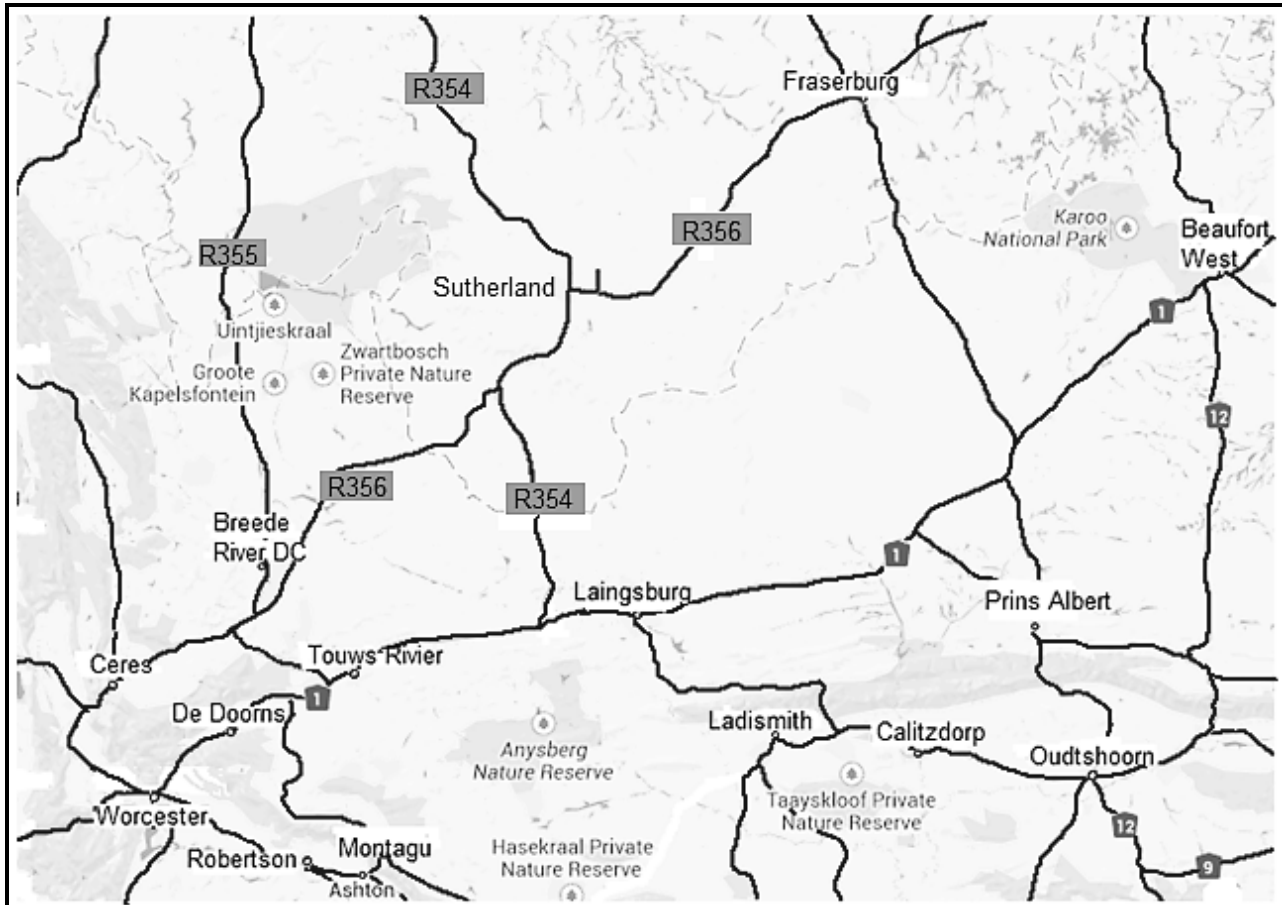 R354
Fraserburg
R356
Karoo
National Park
Beaufort
West
R355
Sutherland
1
Uintjieskraal
Zwartbosch
Private Nature
Reserve
Groote
Kapelsfontein
12
R356
R354
Breede
River DC
1
Laingsburg
Prins Albert
Ceres
Touws Rivier
1
De Doorns
Ladismith
Calitzdorp
Anysberg
Nature Reserve
Oudtshoorn
Taayskloof Private
Nature Reserve
Worcester
12
Robertson
Montagu
Hasekraal Private
Nature Reserve
9
Ashton